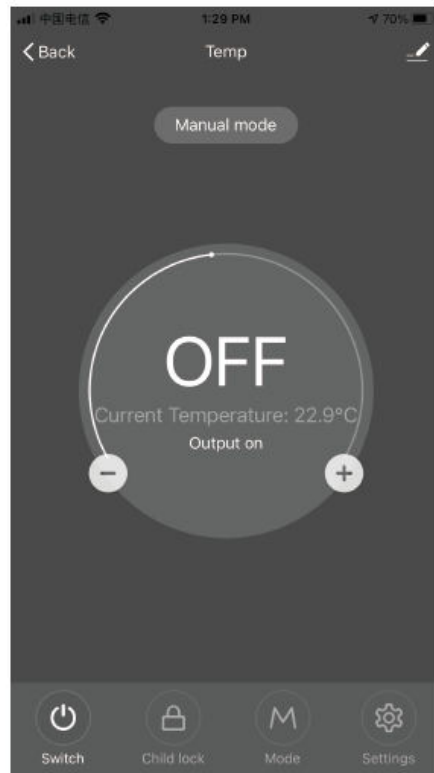 中国电信 1:29 PM 70%
Back Temp
Manual mode
OFF
Current Temperature: 22.9°C
Output on
− +
Switch Child lock M Mode Settings